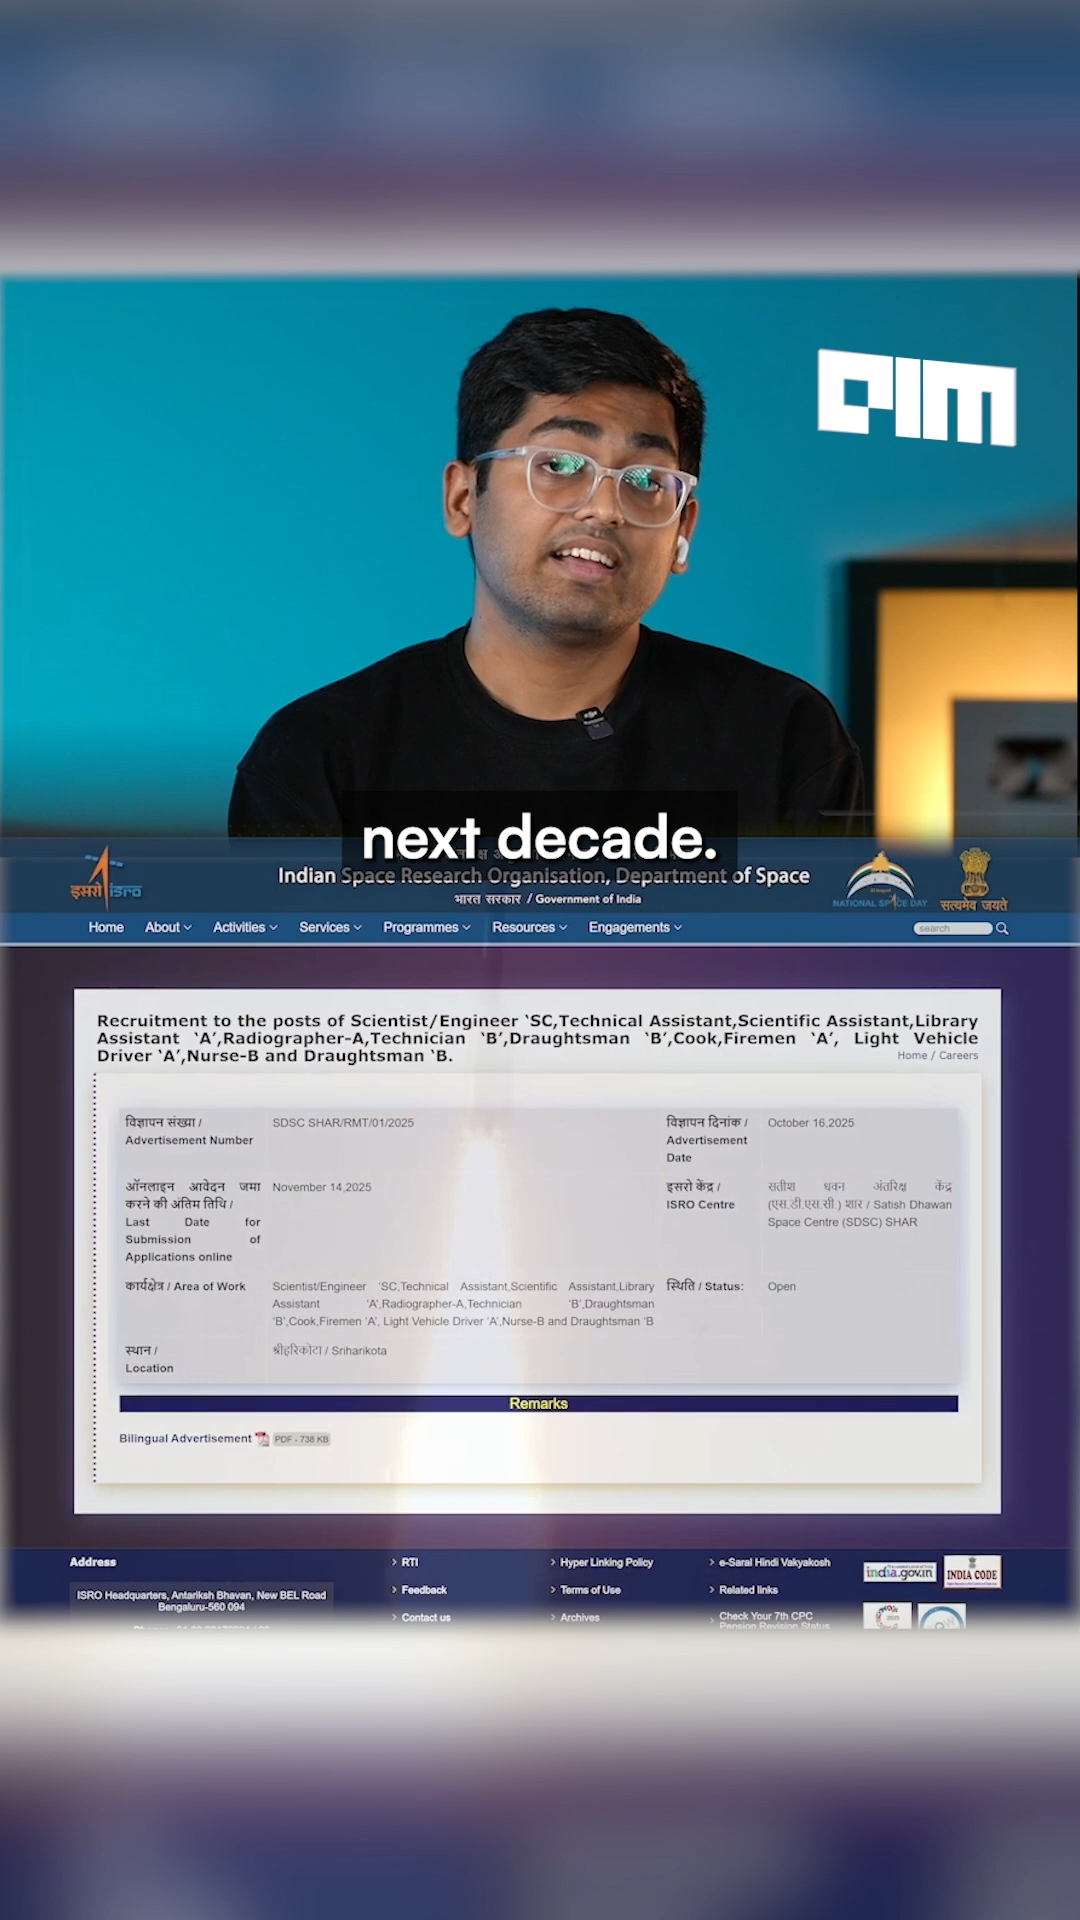 AIM
next decade.
इसरो isro
Indian Space Research Organisation, Department of Space
भारत सरकार / Government of India
NATIONAL SPACE DAY
सत्यमेव जयते
Home About Activities Services Programmes Resources Engagements search
Recruitment to the posts of Scientist/Engineer ‘SC,Technical Assistant,Scientific Assistant,Library
Assistant ‘A’,Radiographer-A,Technician ‘B’,Draughtsman ‘B’,Cook,Firemen ‘A’, Light Vehicle
Driver ‘A’,Nurse-B and Draughtsman ‘B.
Home / Careers
विज्ञापन संख्या /
Advertisement Number
SDSC SHAR/RMT/01/2025
विज्ञापन दिनांक /
Advertisement
Date
October 16,2025
ऑनलाइन आवेदन जमा
करने की अंतिम तिथि /
Last Date for
Submission of
Applications online
November 14,2025
इसरो केंद्र /
ISRO Centre
सतीश धवन अंतरिक्ष केंद्र
(एस.डी.एस.सी.) शार / Satish Dhawan
Space Centre (SDSC) SHAR
कार्यक्षेत्र / Area of Work
Scientist/Engineer ‘SC,Technical Assistant,Scientific Assistant,Library
Assistant ‘A’,Radiographer-A,Technician ‘B’,Draughtsman
‘B’,Cook,Firemen ‘A’, Light Vehicle Driver ‘A’,Nurse-B and Draughtsman ‘B
स्थिति / Status:
Open
स्थान /
Location
श्रीहरिकोटा / Sriharikota
Remarks
Bilingual Advertisement PDF - 738 KB
Address
ISRO Headquarters, Antariksh Bhavan, New BEL Road
Bengaluru-560 094
RTI
Feedback
Contact us
Hyper Linking Policy
Terms of Use
Archives
e-Saral Hindi Vakyakosh
Related links
Check Your 7th CPC
Pension Revision Status
india.gov.in
INDIA CODE